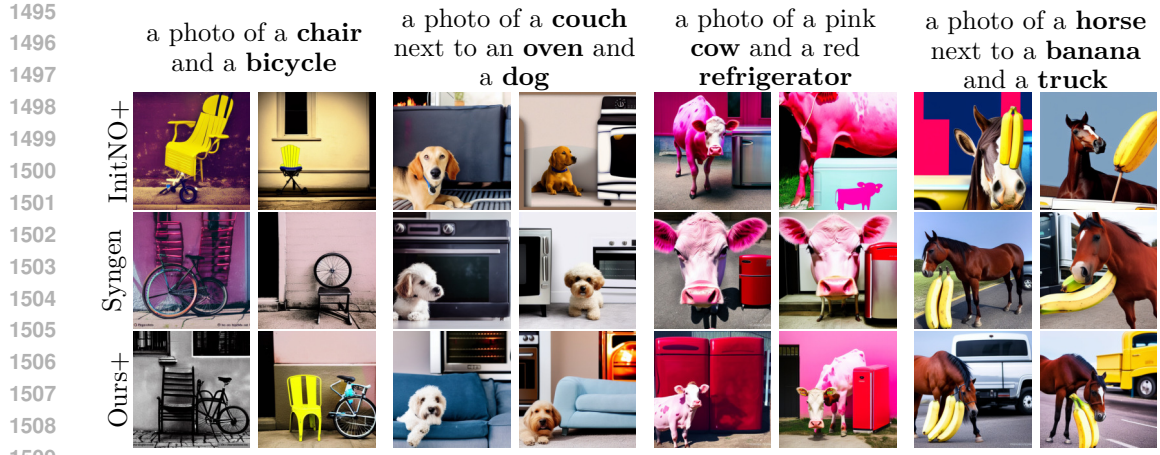 1495
1496
1497
1498
1499
1500
1501
1502
1503
1504
1505
1506
1507
1508
a photo of a chair
and a bicycle
a photo of a couch
next to an oven and
a dog
a photo of a pink
cow and a red
refrigerator
a photo of a horse
next to a banana
and a truck
InitNO+
Syngen
Ours+